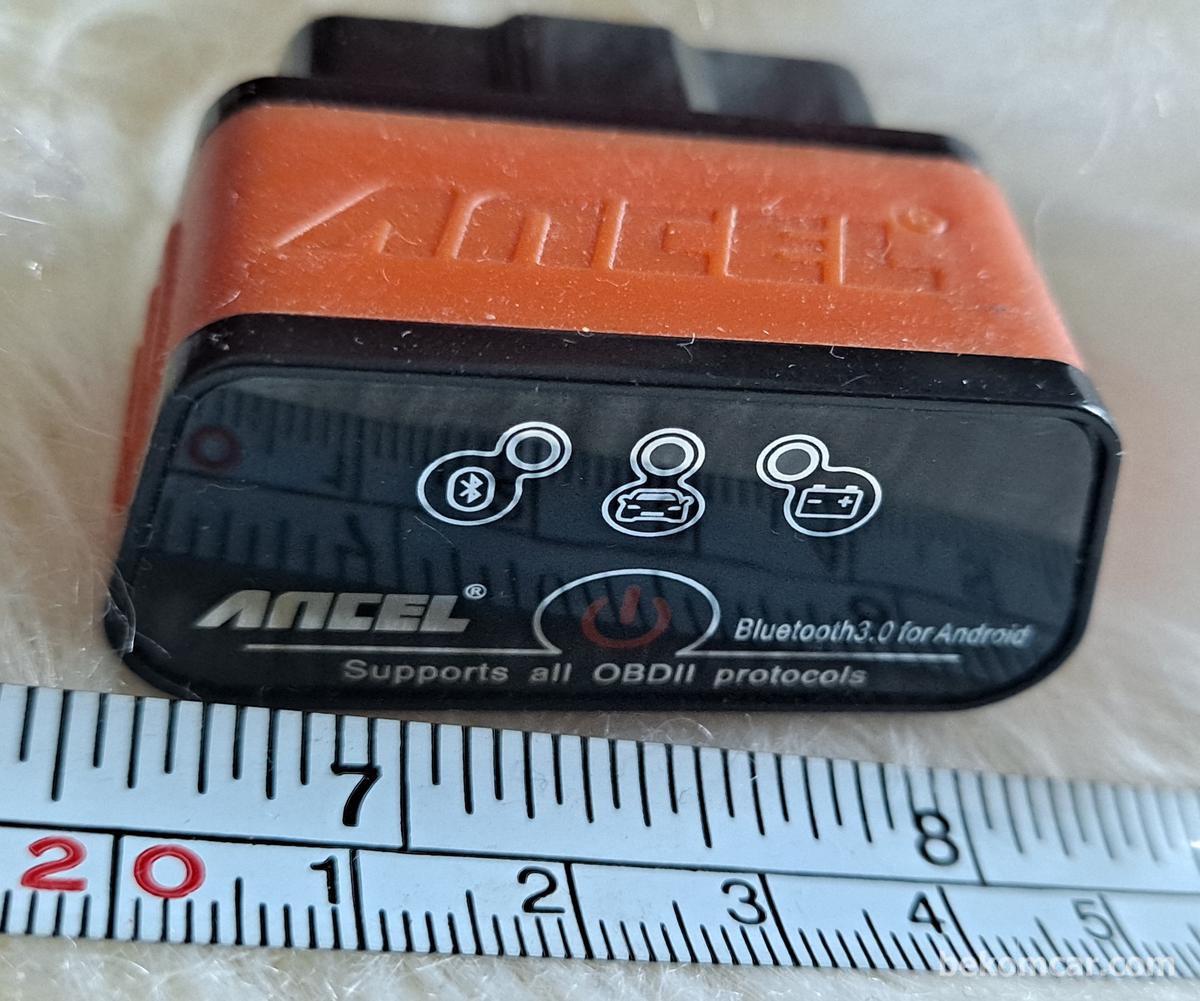 ANCEL®
ANCEL®
Bluetooth3.0 for Android
Supports all OBDII protocols
7 8
20 1 2 3 4 5
bekomcar.com